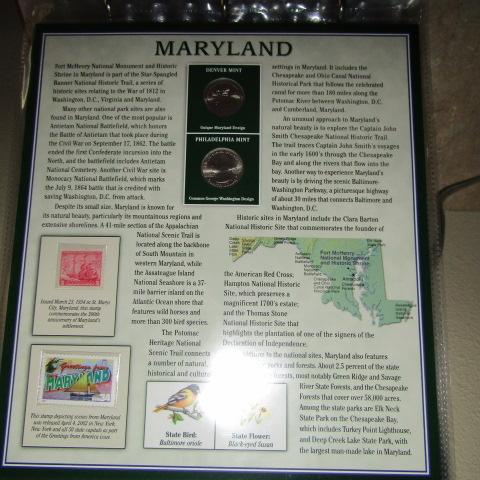 MARYLAND
Fort McHenry National Monument and Historic
Shrine in Maryland is part of the Star-Spangled
Banner National Historic Trail, a series of
historic sites relating to the War of 1812 in
Washington, D.C., Virginia and Maryland.
Many other national park sites are also
found in Maryland. One of the most popular is
Antietam National Battlefield, which honors
the Battle of Antietam that took place during
the Civil War on September 17, 1862. The battle
ended the first Confederate incursion into the
North, and the battlefield includes Antietam
National Cemetery. Another Civil War site is
Monocacy National Battlefield, which marks
the July 9, 1864 battle that is credited with
saving Washington, D.C. from attack.
Despite its small size, Maryland is known for
its natural beauty, particularly its mountainous regions and
extensive shorelines. A 41-mile section of the Appalachian
National Scenic Trail is
located along the backbone
of South Mountain in
western Maryland, while
the Assateague Island
National Seashore is a 37-
mile barrier island on the
Atlantic Ocean shore that
features wild horses and
more than 300 bird species.
The Potomac
Heritage National
Scenic Trail connects
a number of natural,
historical and cultural
DENVER MINT
Unique Maryland Design
PHILADELPHIA MINT
Common George Washington Design
settings in Maryland. It includes the
Chesapeake and Ohio Canal National
Historical Park that follows the celebrated
canal for more than 180 miles along the
Potomac River between Washington, D.C.
and Cumberland, Maryland.
An unusual approach to Maryland's
natural beauty is to explore the Captain John
Smith Chesapeake National Historic Trail.
The trail traces Captain John Smith's voyages
in the early 1600's through the Chesapeake
Bay and along the rivers that flow into the
bay. Another way to experience Maryland's
beauty is by driving the scenic Baltimore-
Washington Parkway, a picturesque highway
of about 30 miles that connects Baltimore and
Washington, D.C.
Historic sites in Maryland include the Clara Barton
National Historic Site that commemorates the founder of
the American Red Cross;
Hampton National
Historic Site, which
preserves a
magnificent 1700's estate;
and the Thomas Stone
National Historic Site that
highlights the plantation of one of the signers of the
Declaration of Independence.
to the national sites, Maryland also features
parks and forests. About 2.5 percent of the state
forests, most notably Green Ridge and Savage
River State Forests, and the Chesapeake
Forests that cover over 58,000 acres.
Among the state parks are Elk Neck
State Park on the Chesapeake Bay,
which includes Turkey Point Lighthouse,
and Deep Creek Lake State Park, with
the largest man-made lake in Maryland.
Fort McHenry
National Monument
and Historic Shrine
Issued March 23, 1934 in St. Mary's
City, Maryland, this stamp
commemorates the 300th
anniversary of Maryland's
settlement.
Greetings from
MARYLAND
This stamp depicting scenes from Maryland
was released April 4, 2002 in New York,
New York and all 50 state capitals as part of
the Greetings from America issue.
State Bird:
Baltimore oriole
State Flower:
Black-eyed Susan